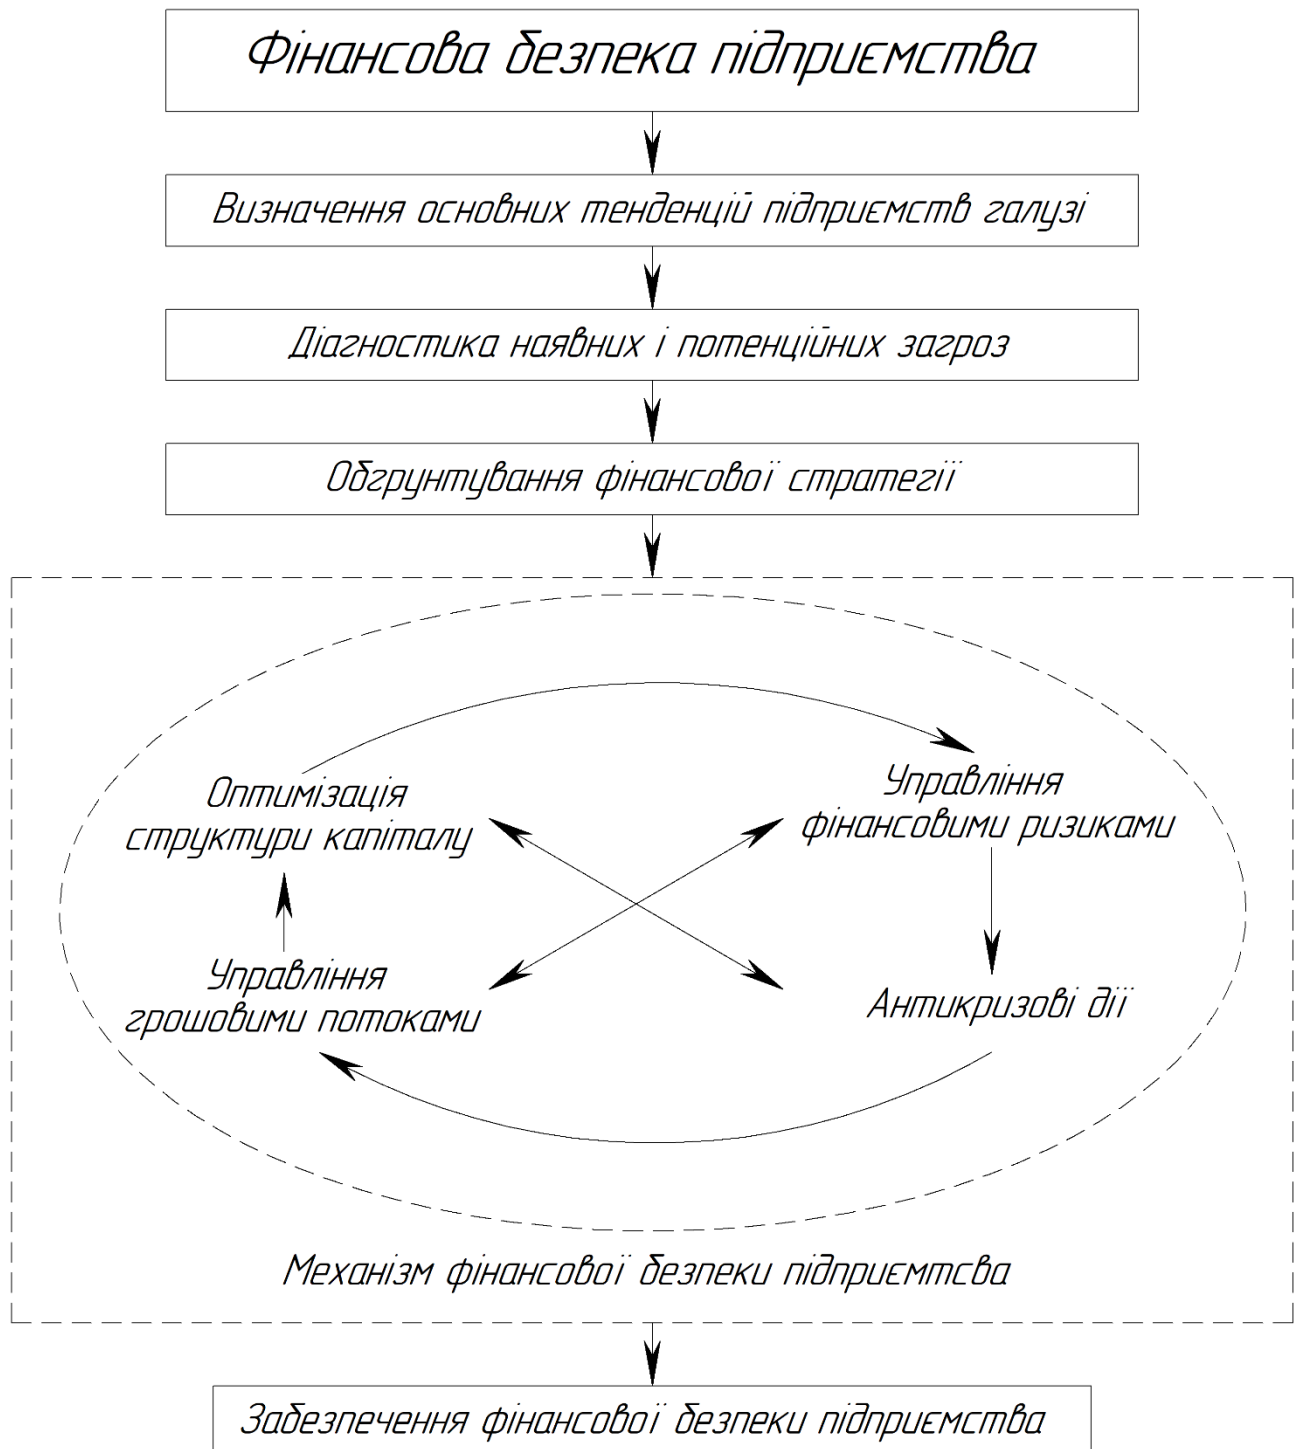 Фінансова безпека підприємства
Визначення основних тенденцій підприємств галузі
Діагностика наявних і потенційних загроз
Обгрунтування фінансової стратегії
Оптимізація
структури капіталу
Управління
фінансовими ризиками
Управління
грошовими потоками
Антикризові дії
Механізм фінансової безпеки підприємтсва
Забезпечення фінансової безпеки підприємства